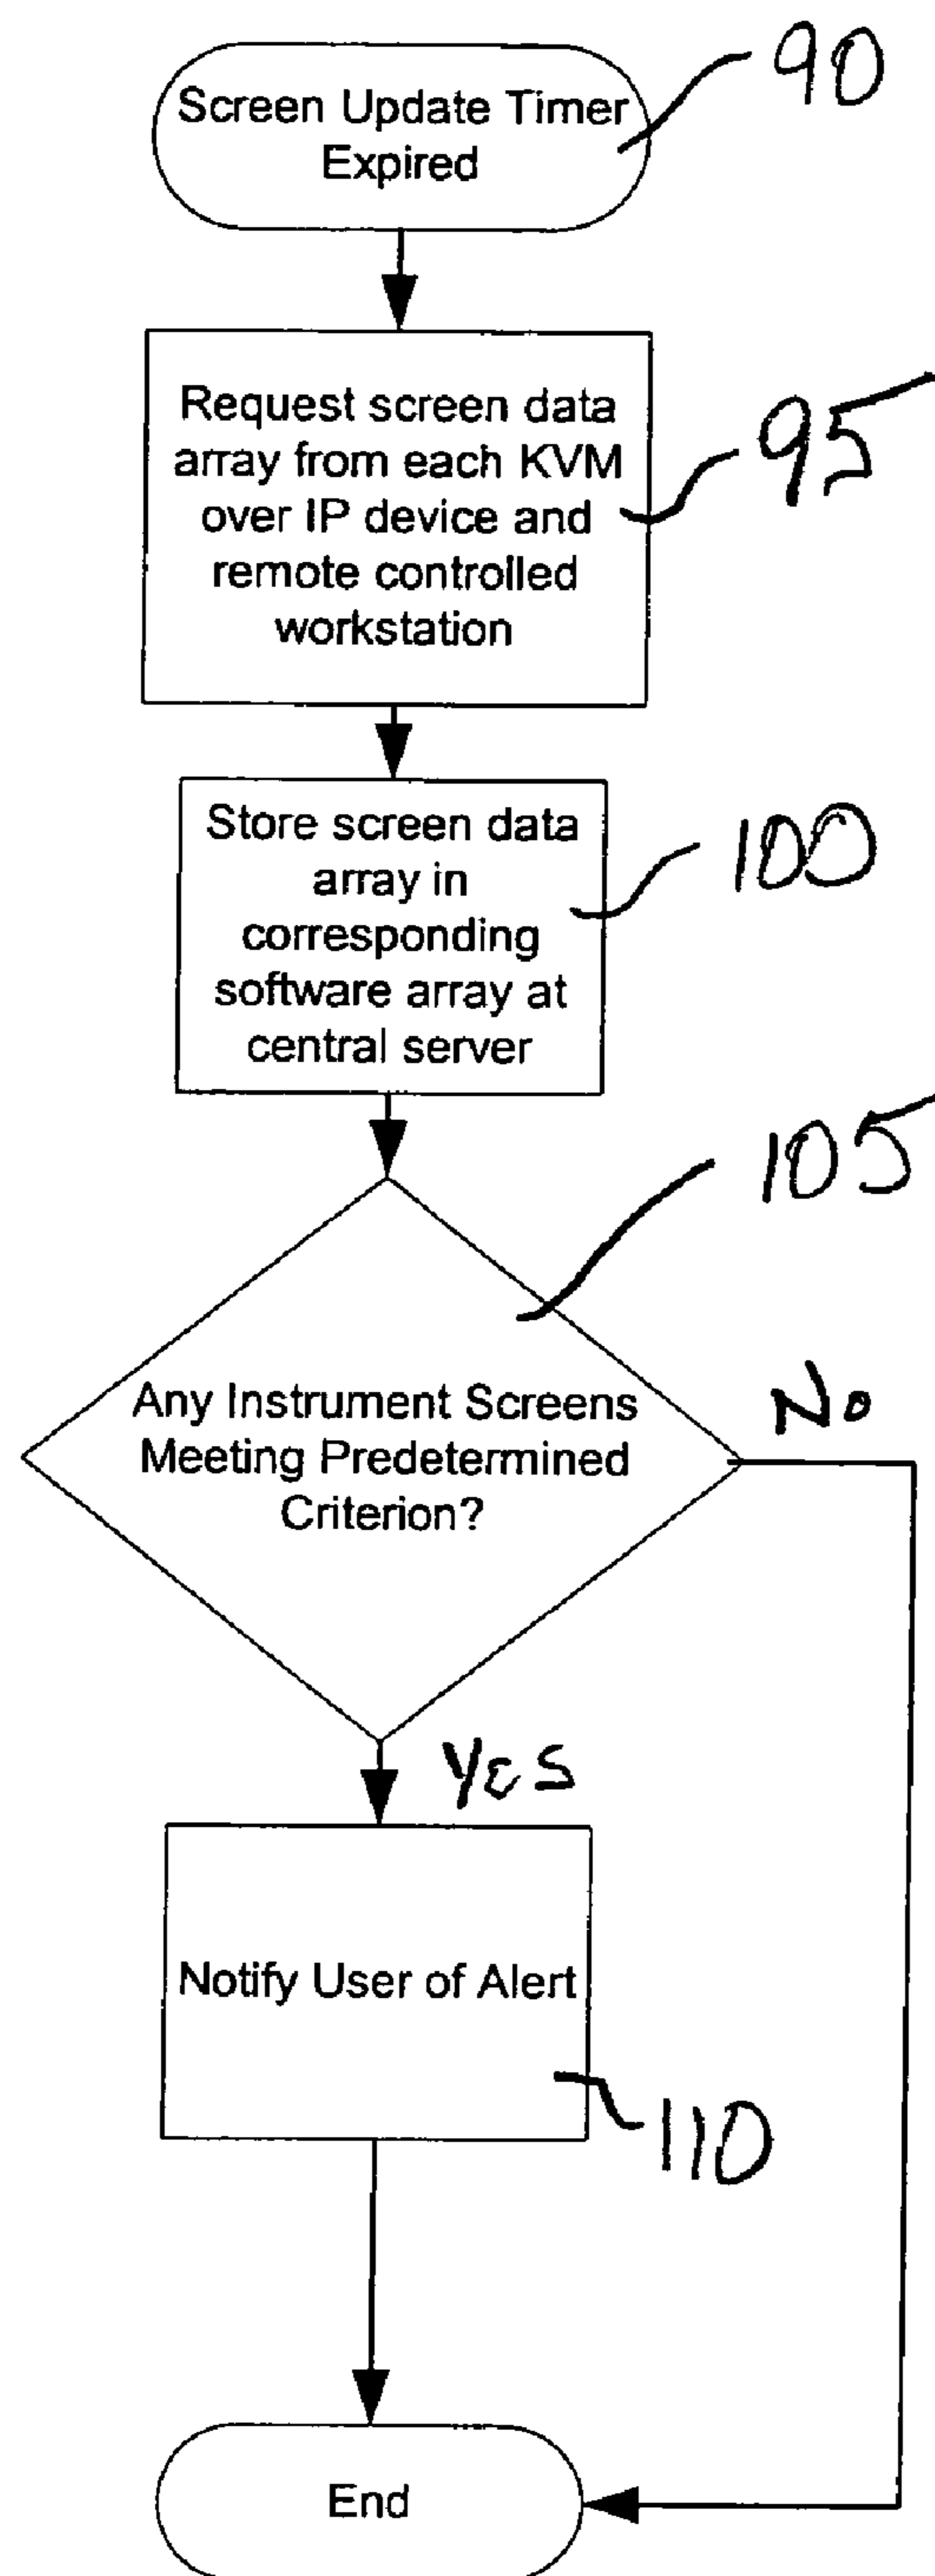 Screen Update Timer
Expired
90
Request screen data
array from each KVM
over IP device and
remote controlled
workstation
95
Store screen data
array in
corresponding
software array at
central server
100
105
Any Instrument Screens
Meeting Predetermined
Criterion?
No
YES
Notify User of Alert
110
End